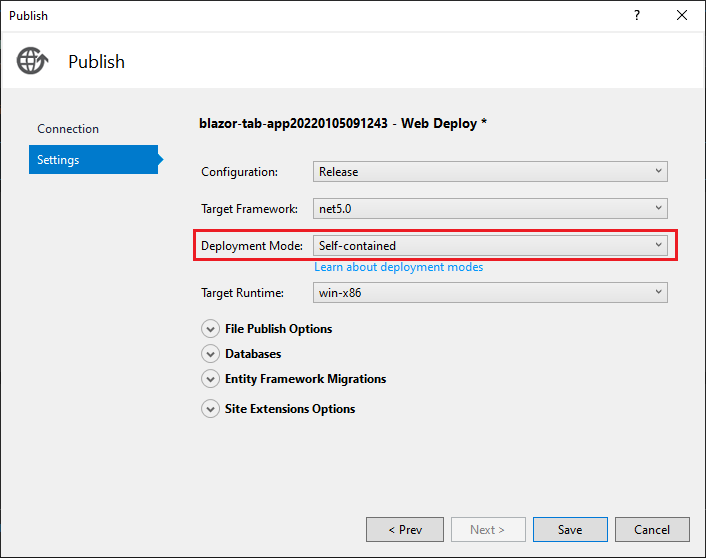 Publish
?
Publish
Connection
Settings
blazor-tab-app20220105091243 - Web Deploy *
Configuration: Release
Target Framework: net5.0
Deployment Mode: Self-contained
Learn about deployment modes
Target Runtime: win-x86
File Publish Options
Databases
Entity Framework Migrations
Site Extensions Options
< Prev Next > Save Cancel